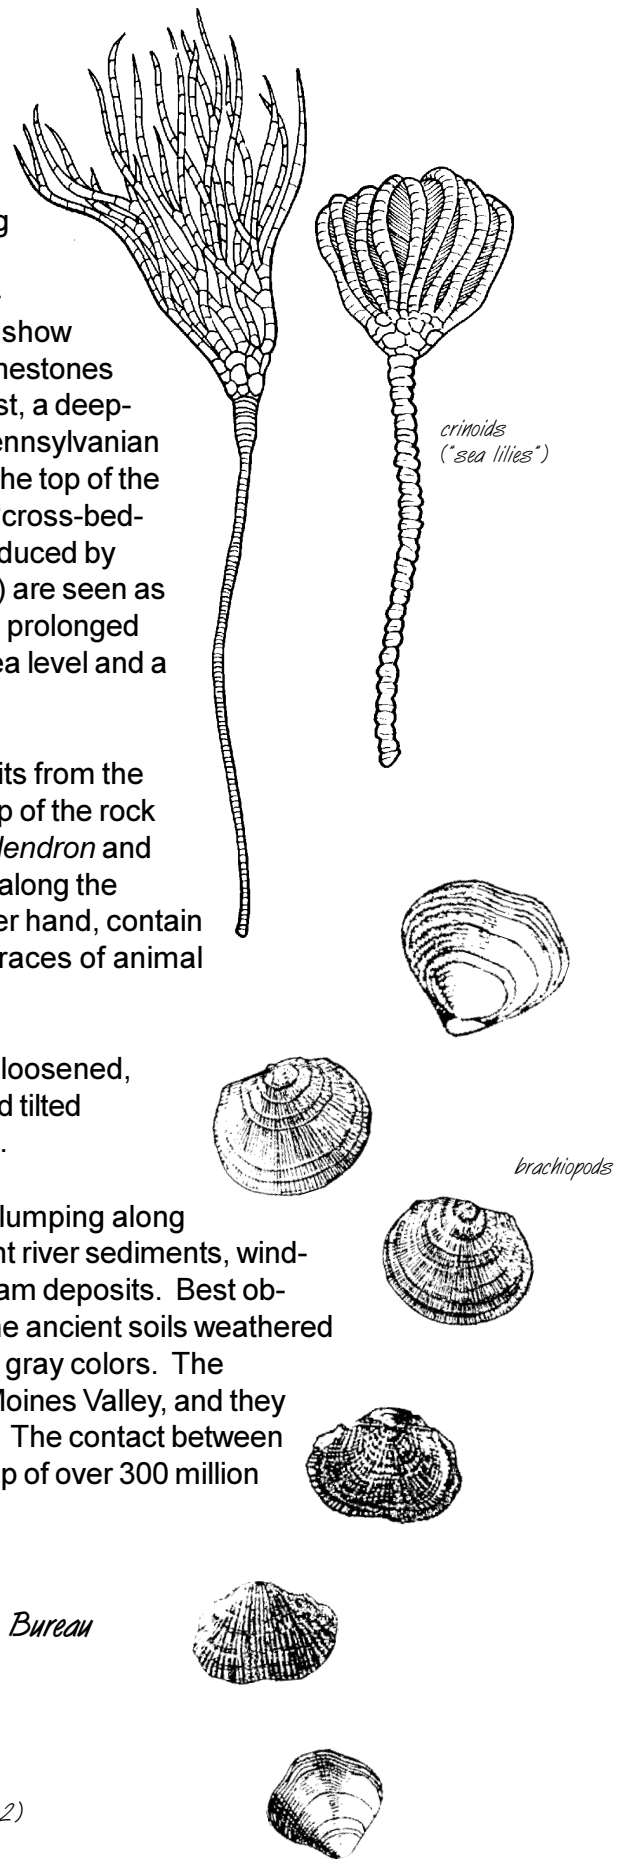 g
-
show
nestones
st, a deep-
ennsylvanian
he top of the
cross-bed-
duced by
) are seen as
prolonged
ea level and a
crinoids
("sea lilies")
its from the
p of the rock
lendron and
along the
er hand, contain
races of animal
loosened,
d tilted
.
brachiopods
lumping along
nt river sediments, wind-
am deposits. Best ob-
ne ancient soils weathered
gray colors. The
Moines Valley, and they
The contact between
p of over 300 million
Bureau
2)